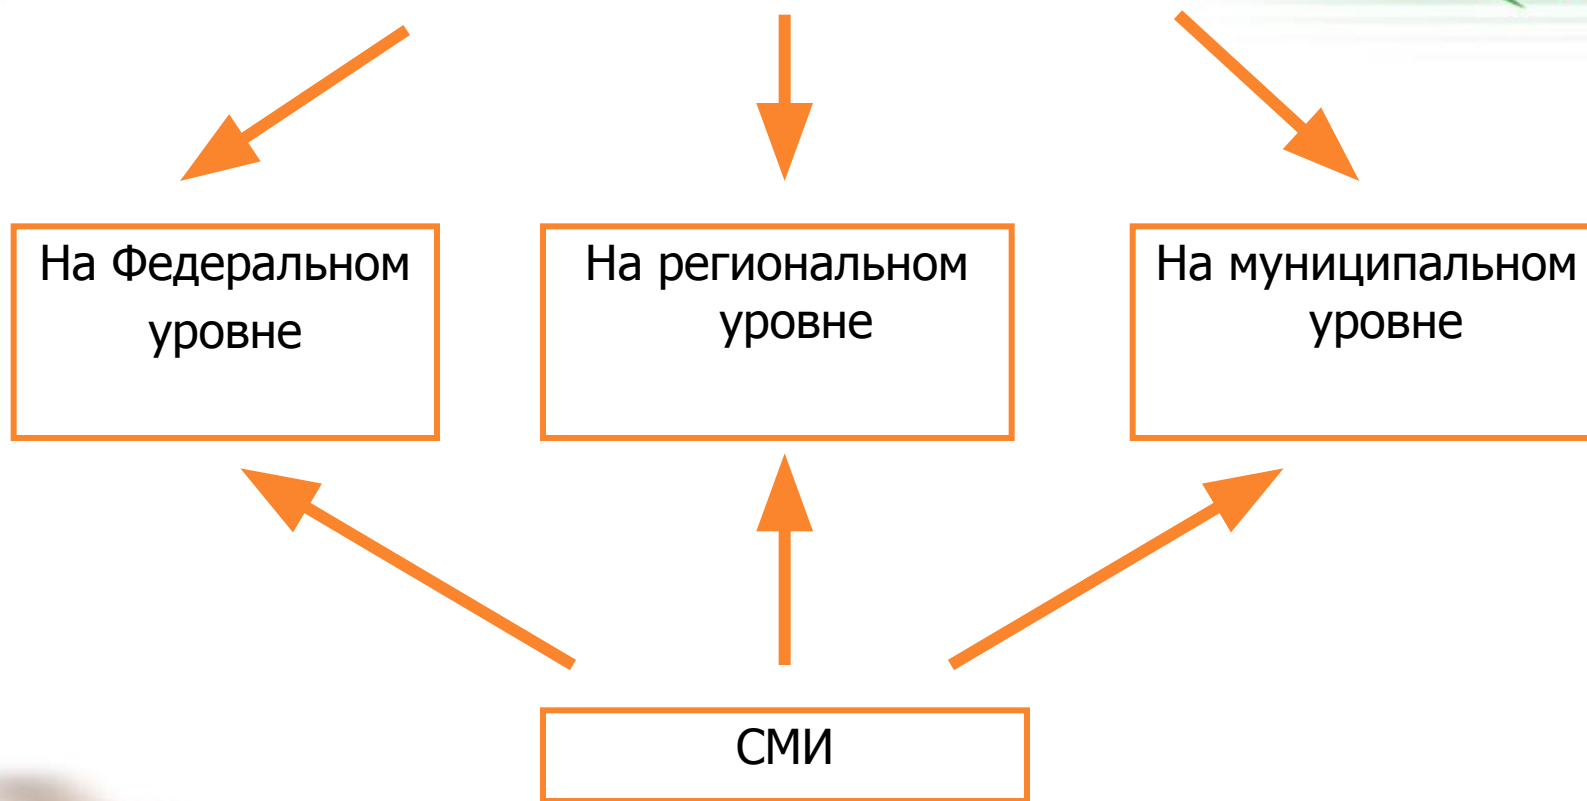 На Федеральном
уровне
На региональном
уровне
На муниципальном
уровне
СМИ